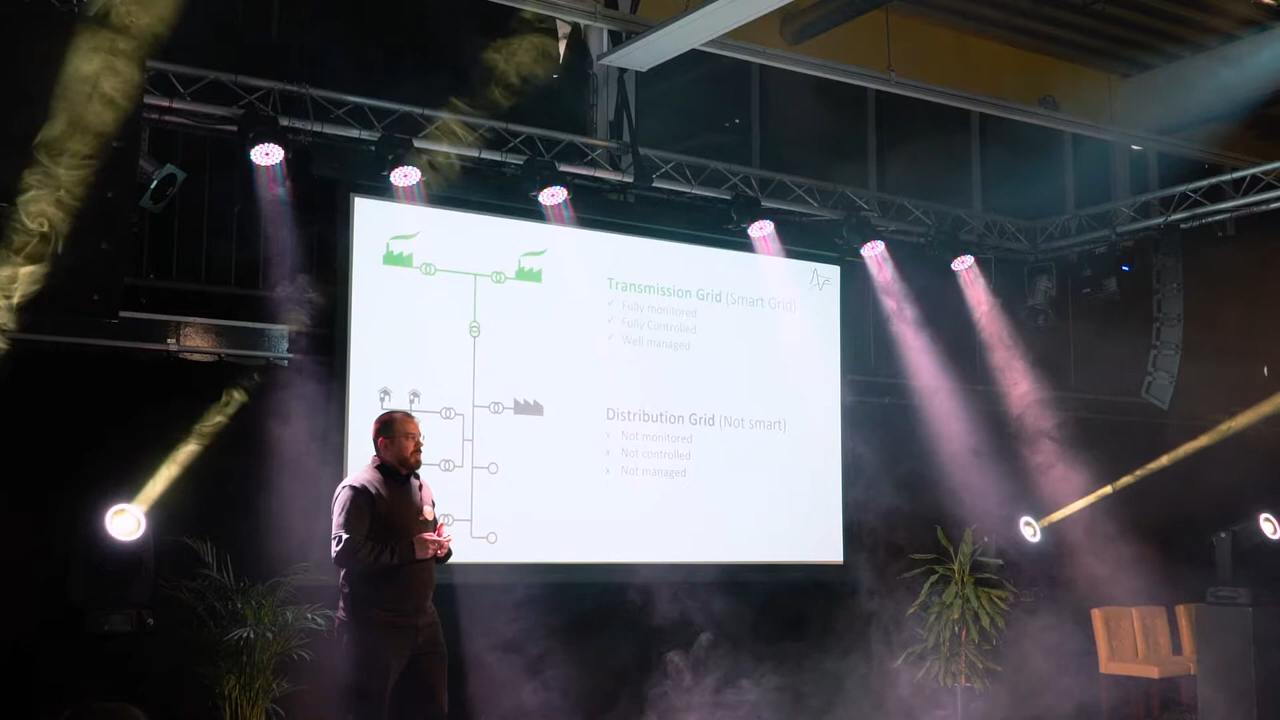 Transmission Grid (Smart Grid)
✓ Fully monitored
✓ Fully Controlled
✓ Well managed
Distribution Grid (Not smart)
x Not monitored
x Not controlled
x Not managed